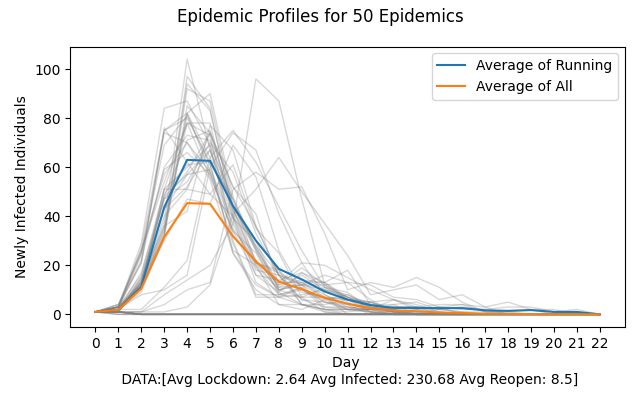 Epidemic Profiles for 50 Epidemics
Average of Running
Average of All
Newly Infected Individuals
100
80
60
40
20
0
0 1 2 3 4 5 6 7 8 9 10 11 12 13 14 15 16 17 18 19 20 21 22
Day
DATA:[Avg Lockdown: 2.64 Avg Infected: 230.68 Avg Reopen: 8.5]